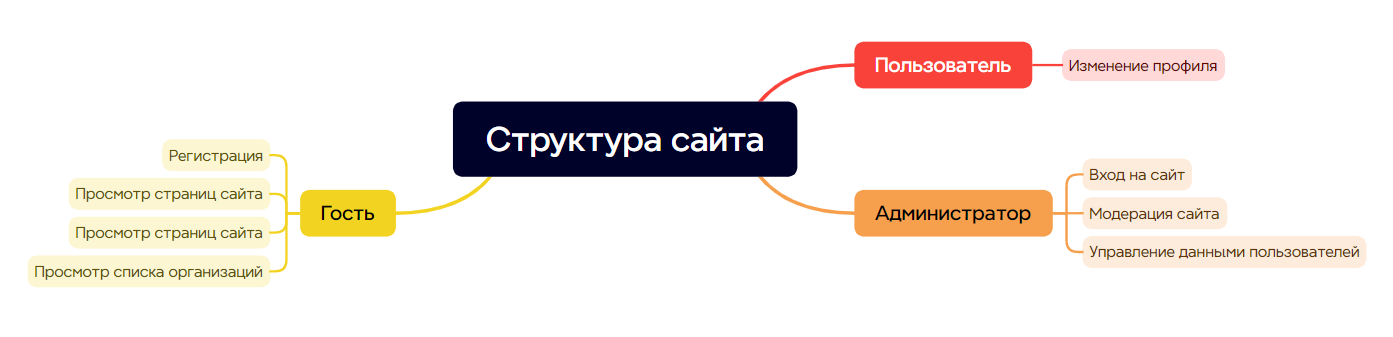 Структура сайта
Пользователь
Изменение профиля
Администратор
Вход на сайт
Модерация сайта
Управление данными пользователей
Гость
Регистрация
Просмотр страниц сайта
Просмотр страниц сайта
Просмотр списка организаций